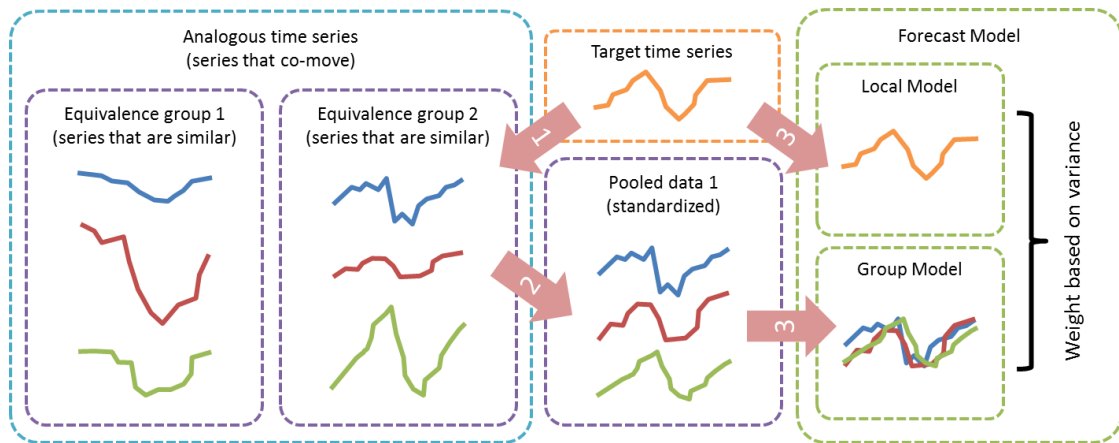 Analogous time series
(series that co-move)
Equivalence group 1
(series that are similar)
Equivalence group 2
(series that are similar)
Target time series
1
2
Pooled data 1
(standardized)
3
3
Forecast Model
Local Model
Group Model
Weight based on variance